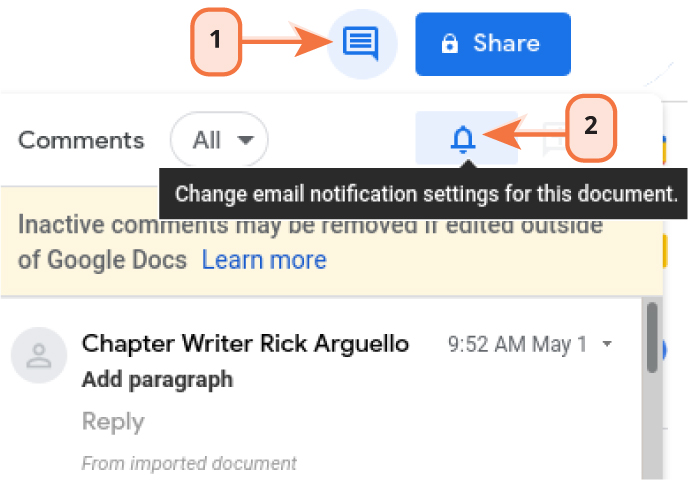 1
Share
Comments
All
2
Change email notification settings for this document.
Inactive comments may be removed if edited outside
of Google Docs Learn more
Chapter Writer Rick Arguello 9:52 AM May 1
Add paragraph
Reply
From imported document